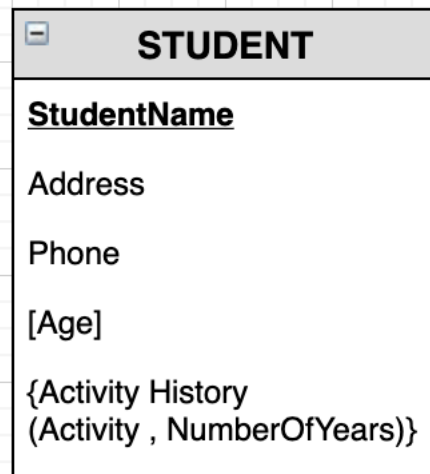 STUDENT
StudentName
Address
Phone
[Age]
{Activity History
(Activity , NumberOfYears)}